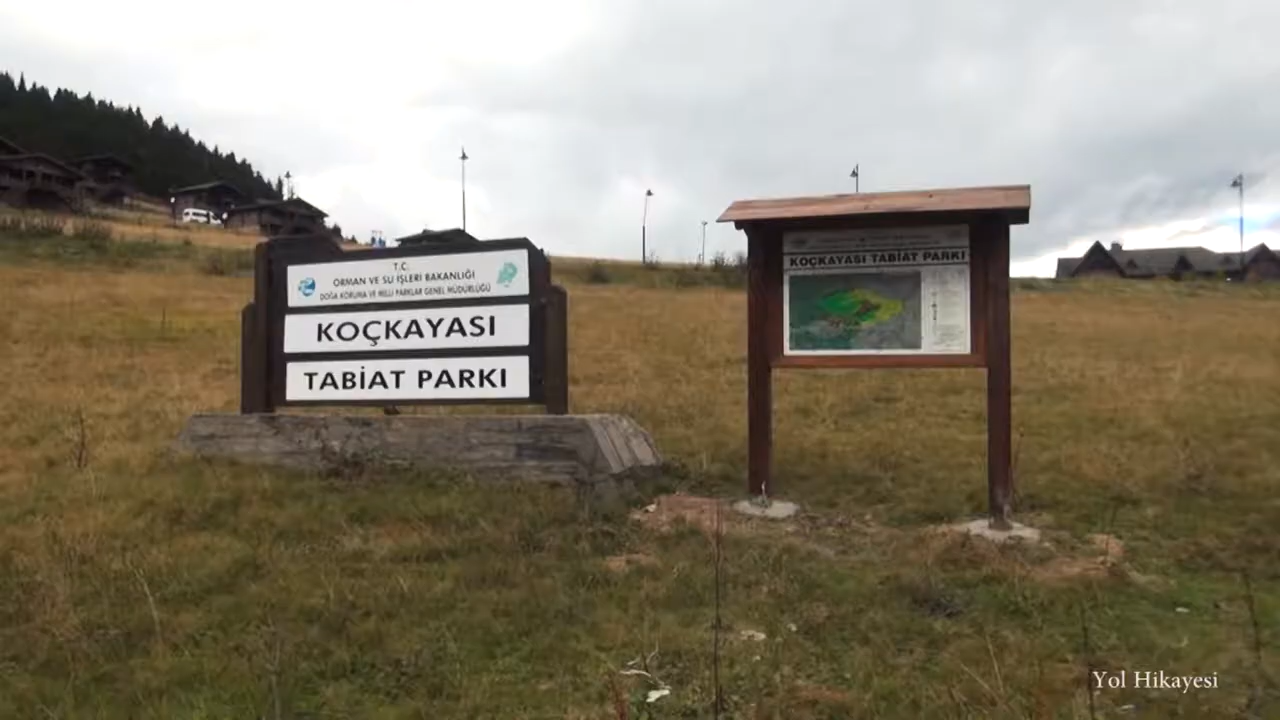 T.C.
ORMAN VE SU İŞLERİ BAKANLIĞI
DOĞA KORUMA VE MİLLİ PARKLAR GENEL MÜDÜRLÜĞÜ
KOÇKAYASI
TABİAT PARKI
KOÇKAYASI TABİAT PARKI
Yol Hikayesi